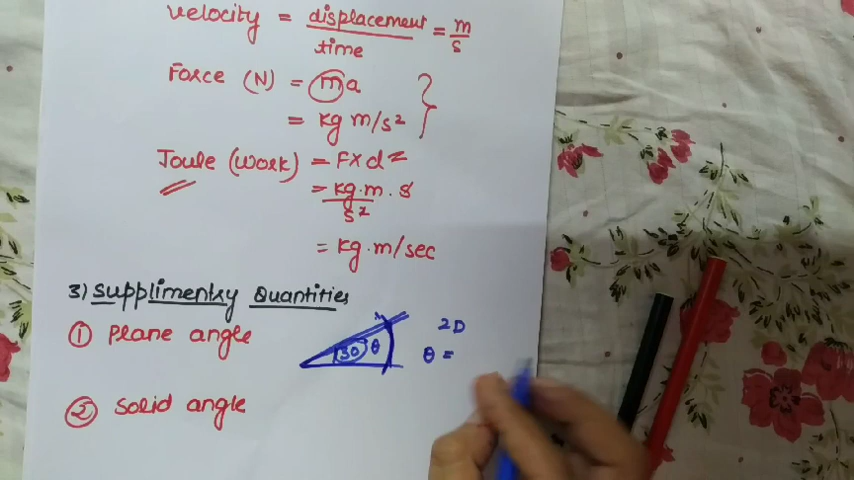 velocity = displacement / time = m/s
Force (N) = ma
= kg m/s²
Joule (work) = F×d
= kg.m . s / s²
= kg.m/sec
3) Supplimentry Quantities
① plane angle
30 θ
2D
θ =
② solid angle